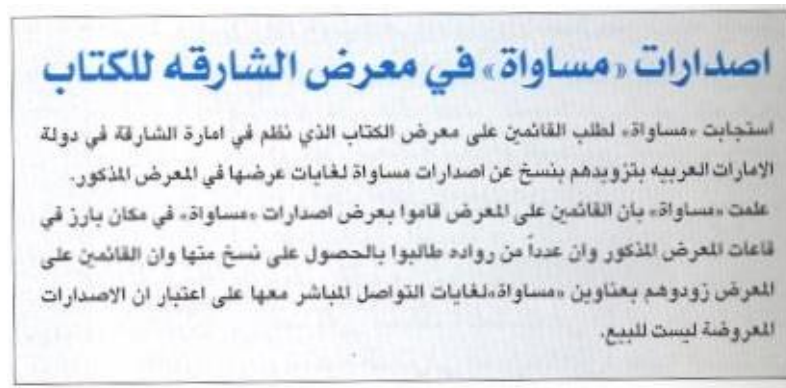 اصدارات «مساواة» في معرض الشارقه للكتاب
استجابت «مساواة» لطلب القائمين على معرض الكتاب الذي نظم في امارة الشارقة في دولة
الامارات العربيه بتزويدهم بنسخ عن اصدارات مساواة لغايات عرضها في المعرض المذكور.
علمت «مساواة» بان القائمين على المعرض قاموا بعرض اصدارات «مساواة» في مكان بارز في
قاعات المعرض المذكور وان عدداً من رواده طالبوا بالحصول على نسخ منها وان القائمين على
المعرض زودوهم بعناوين «مساواة» لغايات التواصل المباشر معها على اعتبار ان الاصدارات
المعروضة ليست للبيع.